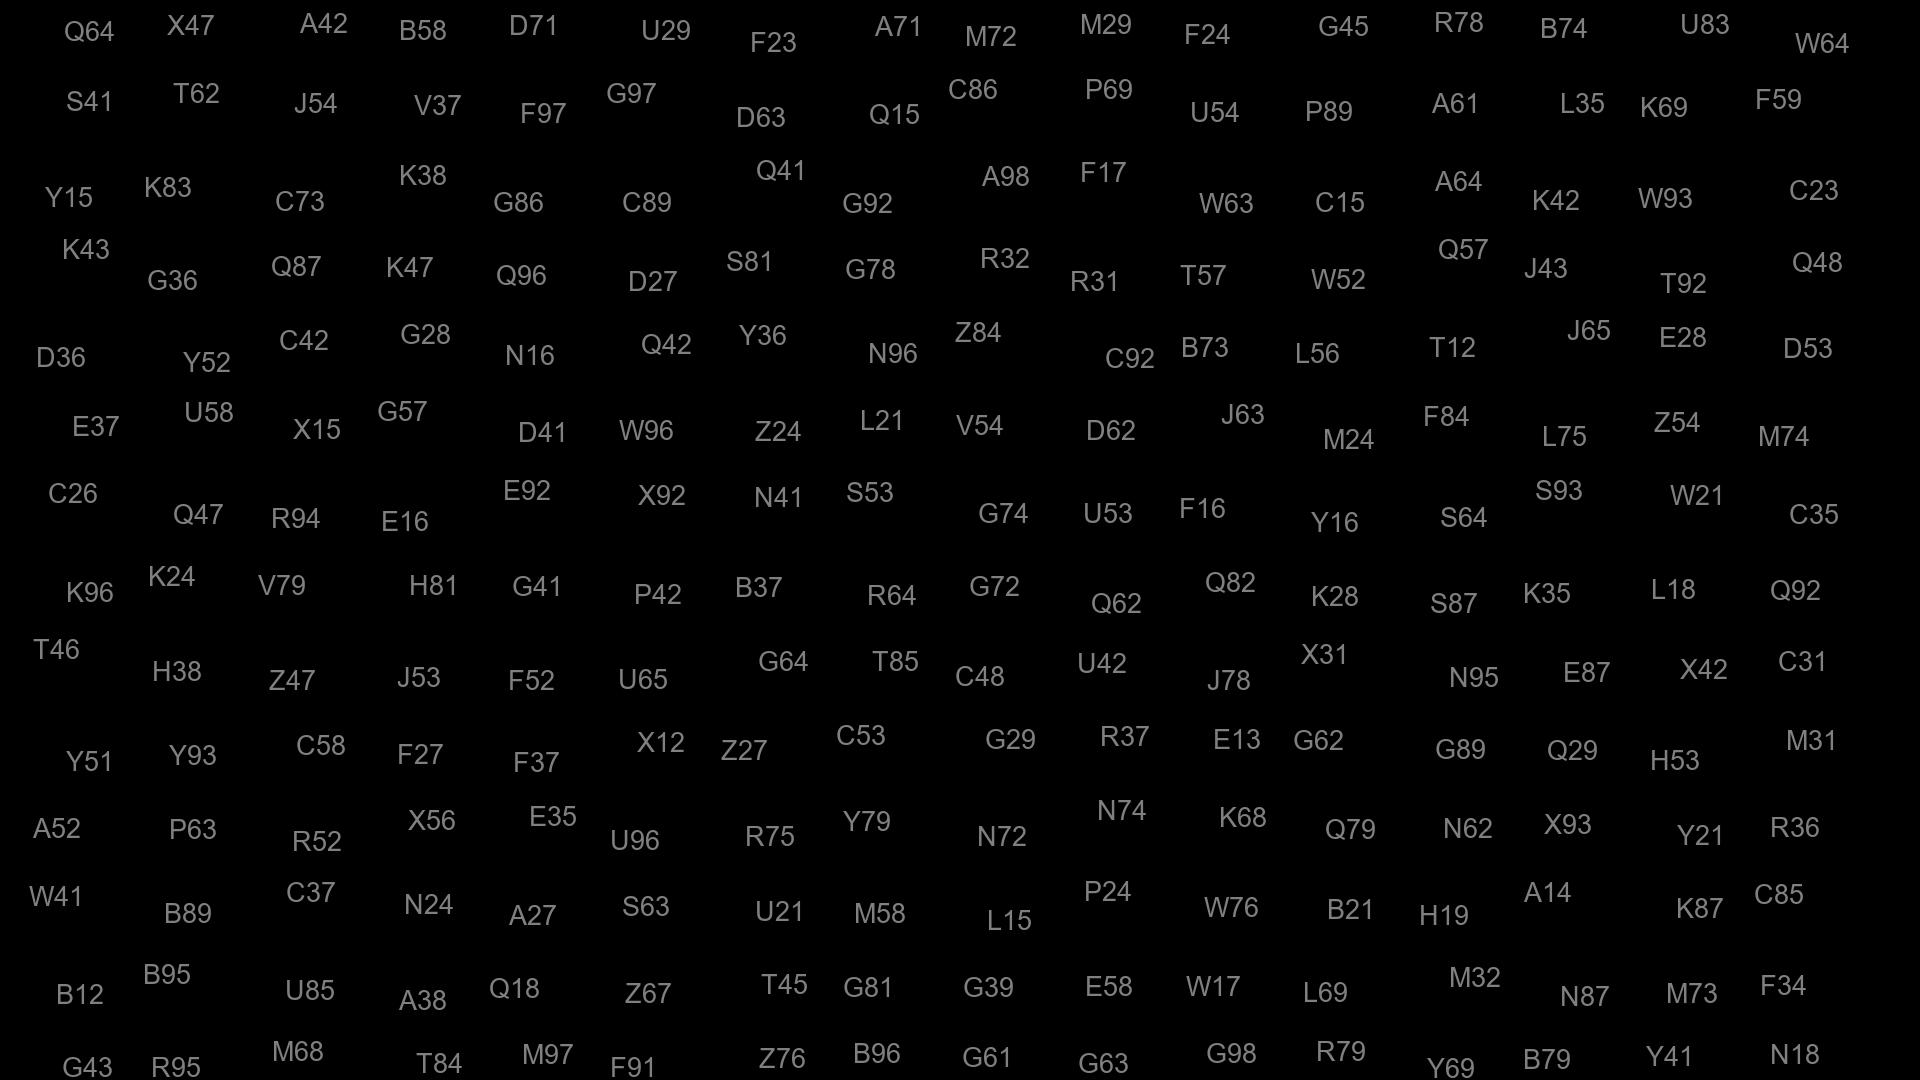 Q64 X47 A42 B58 D71 U29 F23 A71 M72 M29 F24 G45 R78 B74 U83 W64
S41 T62 J54 V37 F97 G97 D63 Q15 C86 P69 U54 P89 A61 L35 K69 F59
Y15 K83 C73 K38 G86 C89 Q41 G92 A98 F17 W63 C15 A64 K42 W93 C23
K43 G36 Q87 K47 Q96 D27 S81 G78 R32 R31 T57 W52 Q57 J43 T92 Q48
D36 Y52 C42 G28 N16 Q42 Y36 N96 Z84 C92 B73 L56 T12 J65 E28 D53
E37 U58 X15 G57 D41 W96 Z24 L21 V54 D62 J63 M24 F84 L75 Z54 M74
C26 Q47 R94 E16 E92 X92 N41 S53 G74 U53 F16 Y16 S64 S93 W21 C35
K96 K24 V79 H81 G41 P42 B37 R64 G72 Q62 Q82 K28 S87 K35 L18 Q92
T46 H38 Z47 J53 F52 U65 G64 T85 C48 U42 J78 X31 N95 E87 X42 C31
Y51 Y93 C58 F27 F37 X12 Z27 C53 G29 R37 E13 G62 G89 Q29 H53 M31
A52 P63 R52 X56 E35 U96 R75 Y79 N72 N74 K68 Q79 N62 X93 Y21 R36
W41 B89 C37 N24 A27 S63 U21 M58 L15 P24 W76 B21 H19 A14 K87 C85
B12 B95 U85 A38 Q18 Z67 T45 G81 G39 E58 W17 L69 M32 N87 M73 F34
G43 R95 M68 T84 M97 F91 Z76 B96 G61 G63 G98 R79 Y69 B79 Y41 N18